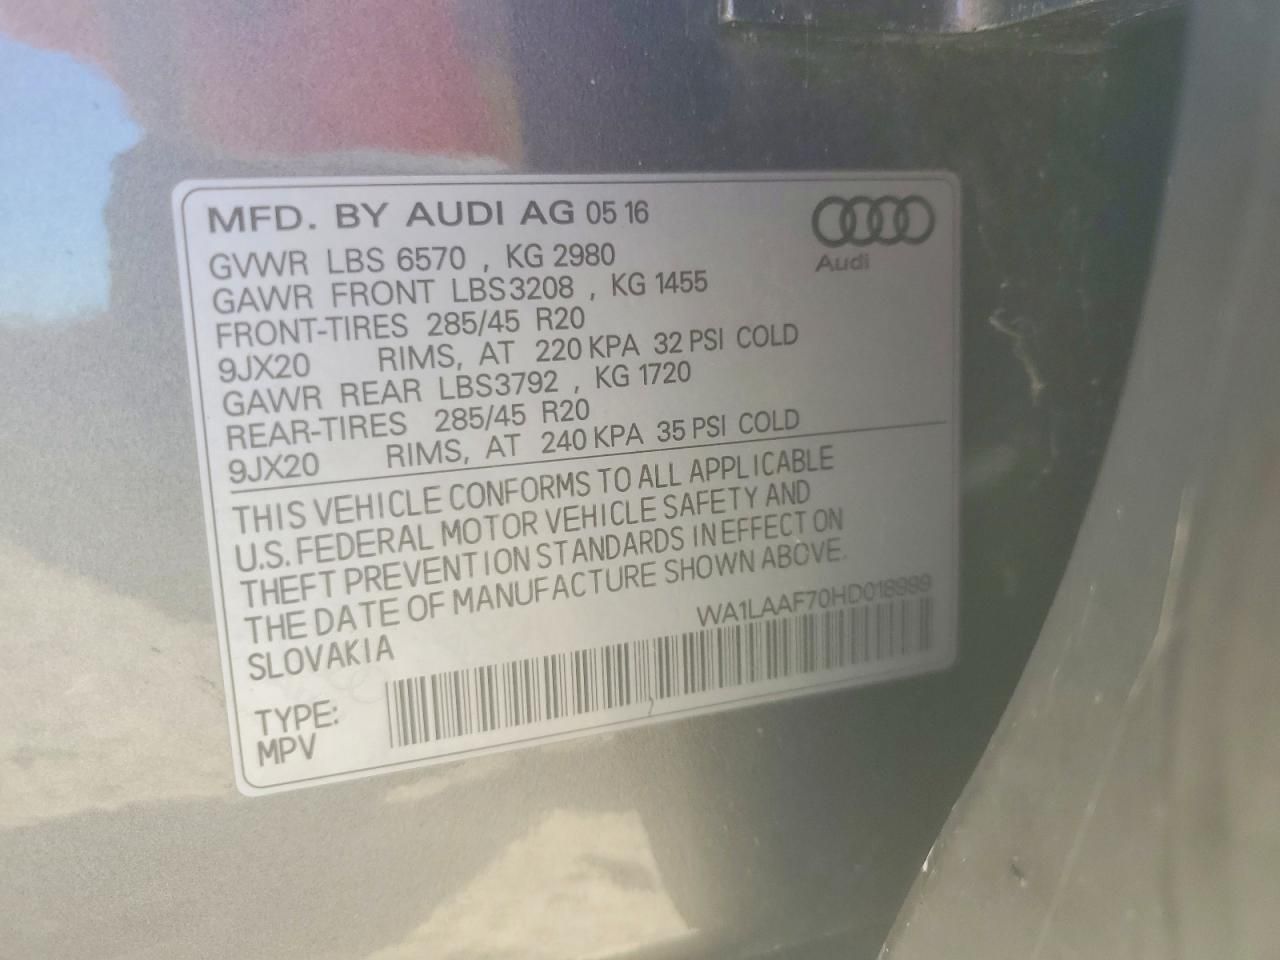 MFD. BY AUDI AG 05 16
Audi
GVWR LBS 6570 , KG 2980
GAWR FRONT LBS3208 , KG 1455
FRONT-TIRES 285/45 R20
9JX20 RIMS, AT 220 KPA 32 PSI COLD
GAWR REAR LBS3792 , KG 1720
REAR-TIRES 285/45 R20
9JX20 RIMS, AT 240 KPA 35 PSI COLD
THIS VEHICLE CONFORMS TO ALL APPLICABLE
U.S. FEDERAL MOTOR VEHICLE SAFETY AND
THEFT PREVENTION STANDARDS IN EFFECT ON
THE DATE OF MANUFACTURE SHOWN ABOVE.
SLOVAKIA
WA1LAAF70HD018999
TYPE:
MPV